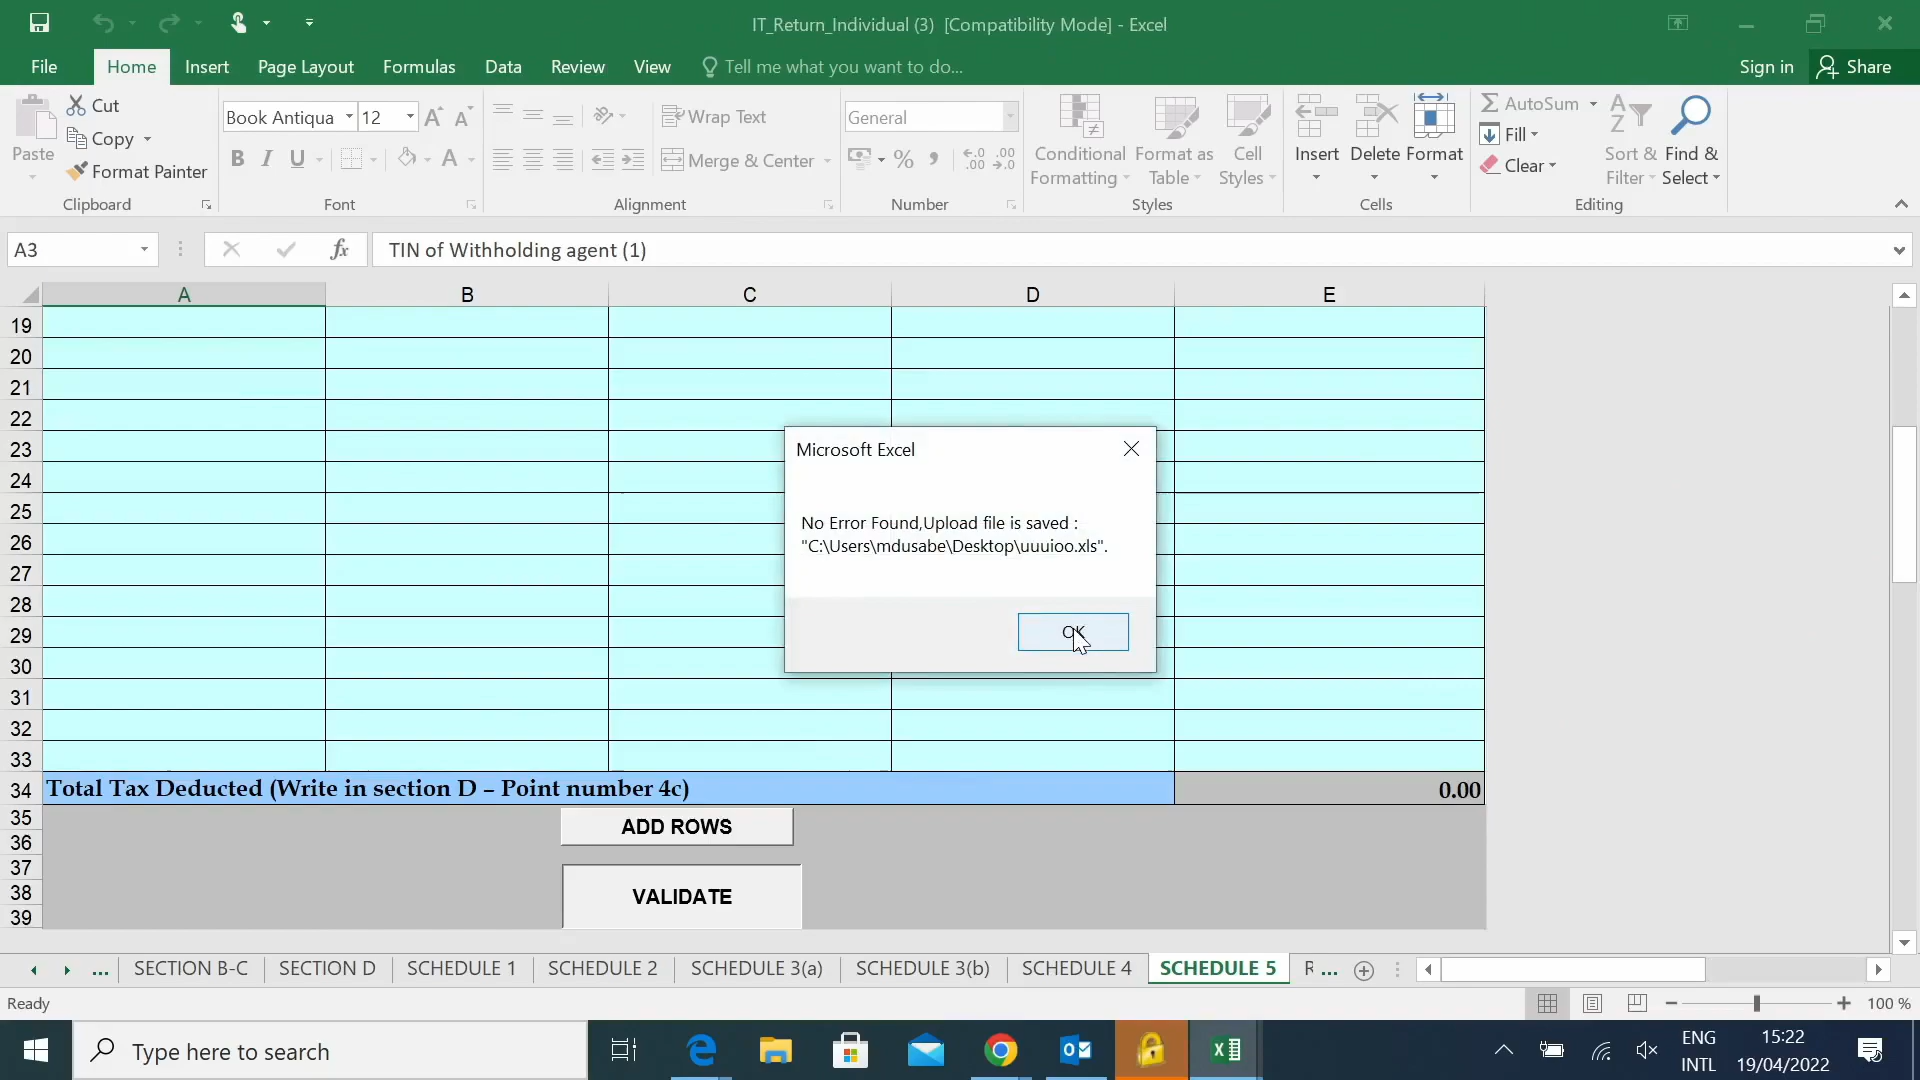 IT_Return_Individual (3) [Compatibility Mode] - Excel
File Home Insert Page Layout Formulas Data Review View Tell me what you want to do... Sign in Share
Paste
Cut
Copy
Format Painter
Clipboard
Book Antiqua 12
B I U
Font
Wrap Text
Merge & Center
Alignment
General
Number
Conditional Formatting
Format as Table
Cell Styles
Styles
Insert Delete Format
Cells
AutoSum
Fill
Clear
Sort & Filter
Find & Select
Editing
A3 fx TIN of Withholding agent (1)
A B C D E
19
20
21
22
23
24
25
26
27
28
29
30
31
32
33
34 Total Tax Deducted (Write in section D – Point number 4c) 0.00
35
36
37
38
39
Microsoft Excel
No Error Found,Upload file is saved :
"C:\Users\mdusabe\Desktop\uuuioo.xls".
OK
ADD ROWS
VALIDATE
... SECTION B-C SECTION D SCHEDULE 1 SCHEDULE 2 SCHEDULE 3(a) SCHEDULE 3(b) SCHEDULE 4 SCHEDULE 5 R ...
Ready 100 %
Type here to search
ENG
INTL
15:22
19/04/2022